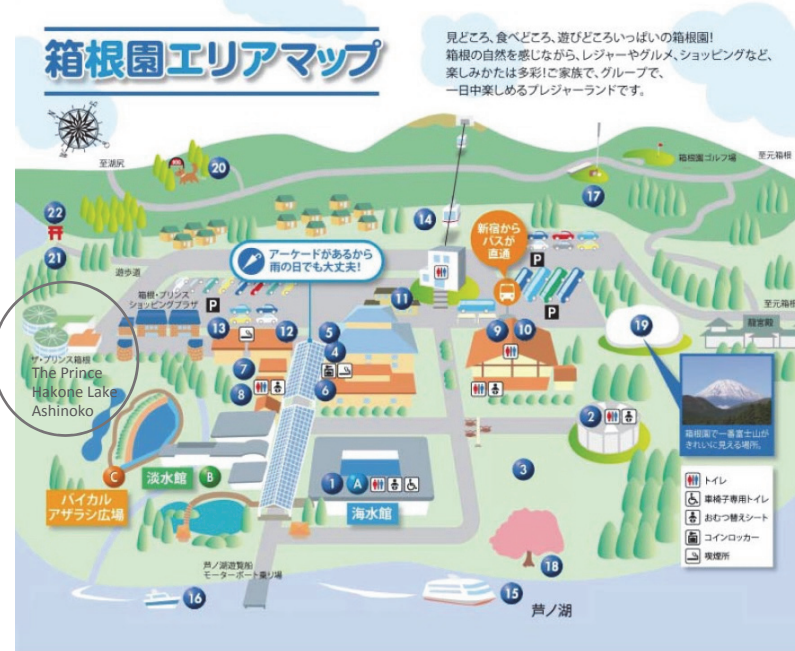 箱根園エリアマップ
見どころ、食べどころ、遊びどころいっぱいの箱根園!
箱根の自然を感じながら、レジャーやグルメ、ショッピングなど、
楽しみかたは多彩!ご家族で、グループで、
一日中楽しめるプレジャーランドです。
至湖尻
20
箱根園ゴルフ場
至元箱根
17
22
14
新宿から
バスが
直通
アーケードがあるから
雨の日でも大丈夫!
21
遊歩道
P
箱根・プリンス
ショッピングプラザ
P
P
11
至元箱根
13
12
5
9
10
19
龍宮殿
4
ザ・プリンス箱根
The Prince
Hakone Lake
Ashinoko
7
8
6
2
箱根園で一番富士山が
きれいに見える場所。
C
淡水館
B
1
A
3
バイカル
アザラシ広場
海水館
トイレ
車椅子専用トイレ
おむつ替えシート
コインロッカー
喫煙所
芦ノ湖遊覧船
モーターボート乗り場
18
16
15
芦ノ湖